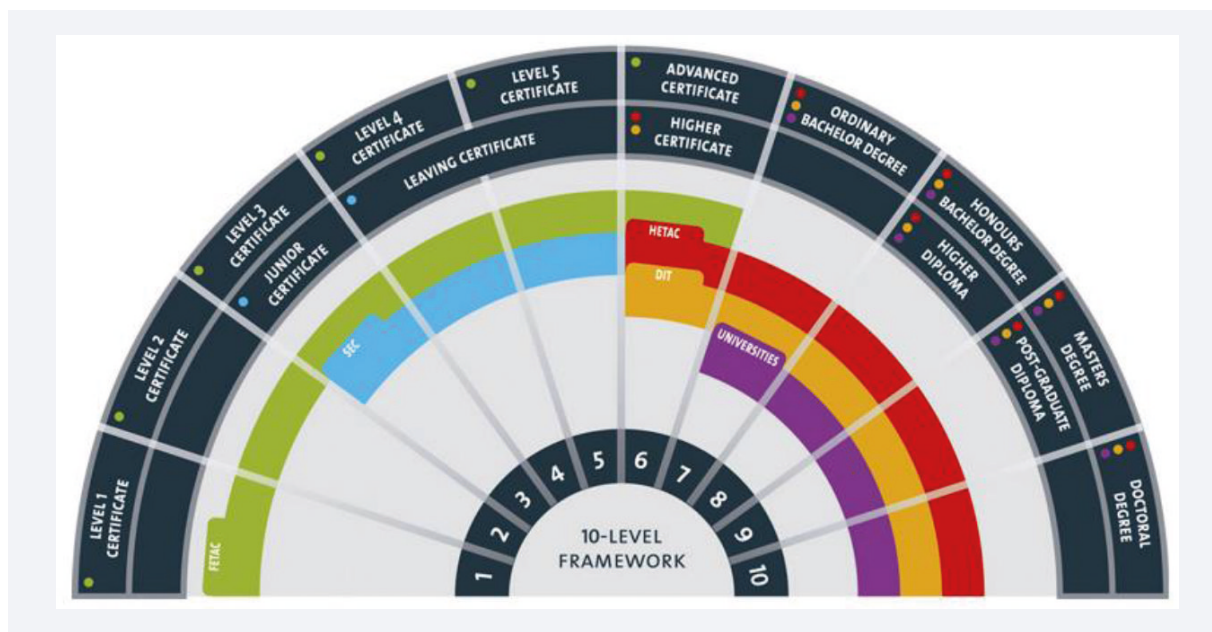 LEVEL 1
CERTIFICATE
LEVEL 2
CERTIFICATE
LEVEL 3
CERTIFICATE
JUNIOR
CERTIFICATE
LEVEL 4
CERTIFICATE
LEVEL 5
CERTIFICATE
LEAVING CERTIFICATE
ADVANCED
CERTIFICATE
HIGHER
CERTIFICATE
ORDINARY
BACHELOR DEGREE
HONOURS
BACHELOR DEGREE
HIGHER
DIPLOMA
MASTERS
DEGREE
POST-GRADUATE
DIPLOMA
DOCTORAL
DEGREE
FETAC
SEC
HETAC
DIT
UNIVERSITIES
1
2
3
4
5
6
7
8
9
10
10-LEVEL
FRAMEWORK